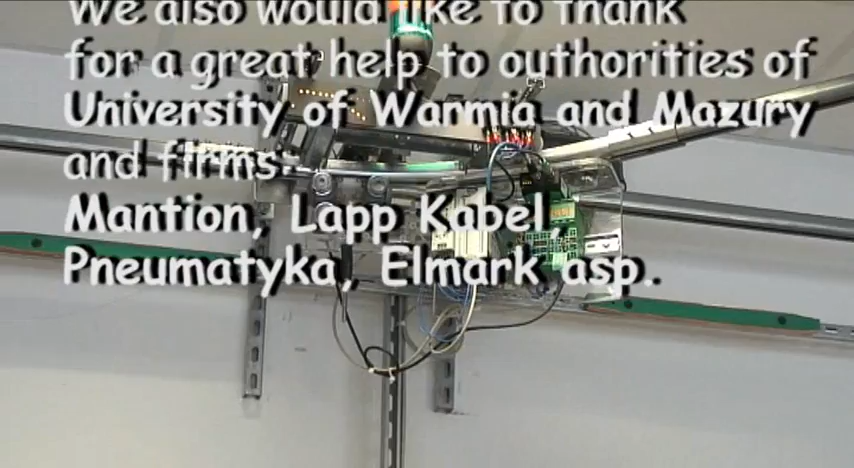 We also would like to thank
for a great help to outhorities of
University of Warmia and Mazury
and firms:
Mantion, Lapp Kabel,
Pneumatyka, Elmark asp.